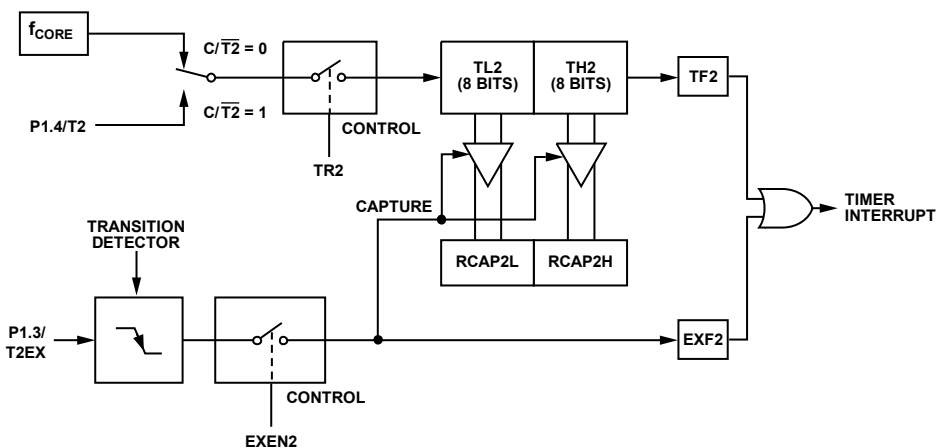 fCORE
C/T2 = 0
C/T2 = 1
P1.4/T2
CONTROL
TR2
TL2
(8 BITS)
TH2
(8 BITS)
TF2
CAPTURE
TIMER
INTERRUPT
TRANSITION
DETECTOR
RCAP2L
RCAP2H
P1.3/
T2EX
EXF2
CONTROL
EXEN2